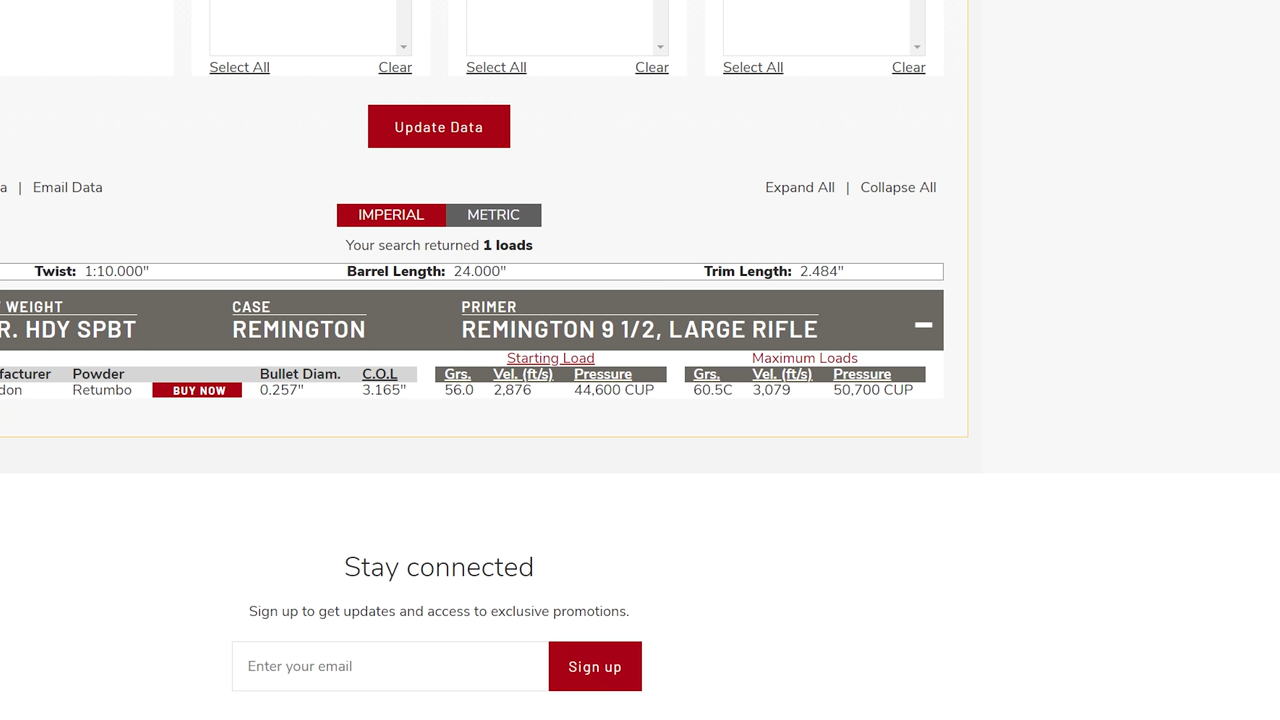 Select All Clear Select All Clear Select All Clear
Update Data
a | Email Data Expand All | Collapse All
IMPERIAL METRIC
Your search returned 1 loads
Twist: 1:10.000" Barrel Length: 24.000" Trim Length: 2.484"
WEIGHT CASE PRIMER
R. HDY SPBT REMINGTON REMINGTON 9 1/2, LARGE RIFLE
Starting Load Maximum Loads
facturer Powder Bullet Diam. C.O.L Grs. Vel. (ft/s) Pressure Grs. Vel. (ft/s) Pressure
don Retumbo BUY NOW 0.257" 3.165" 56.0 2,876 44,600 CUP 60.5C 3,079 50,700 CUP
Stay connected
Sign up to get updates and access to exclusive promotions.
Enter your email Sign up